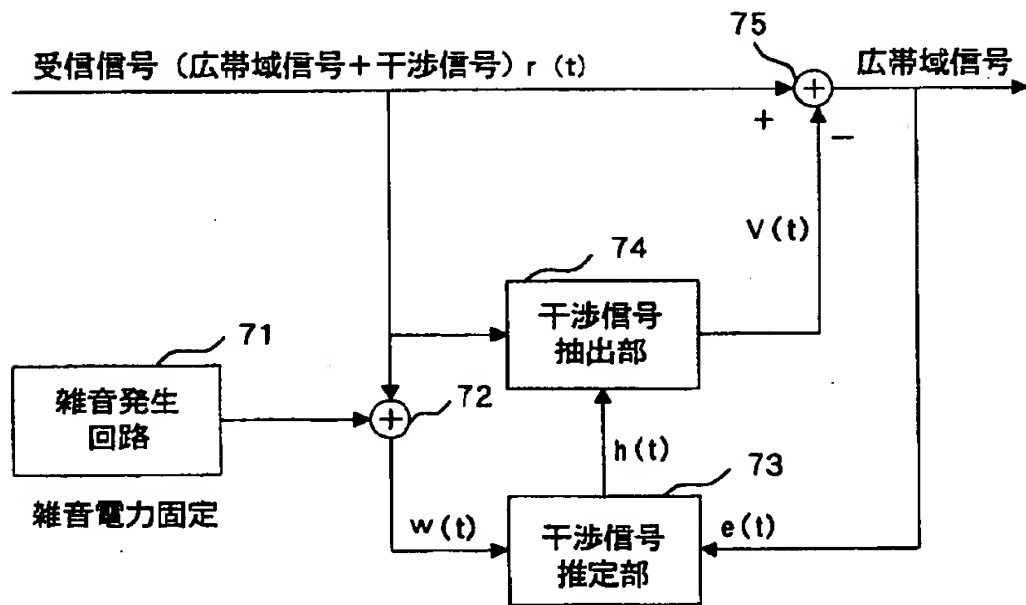 75
受信信号（広帯域信号＋干渉信号）r (t)
広帯域信号
+
+
−
V(t)
74
干渉信号
抽出部
71
雑音発生
回路
+
72
h(t)
73
雑音電力固定
w(t)
干渉信号
推定部
e(t)